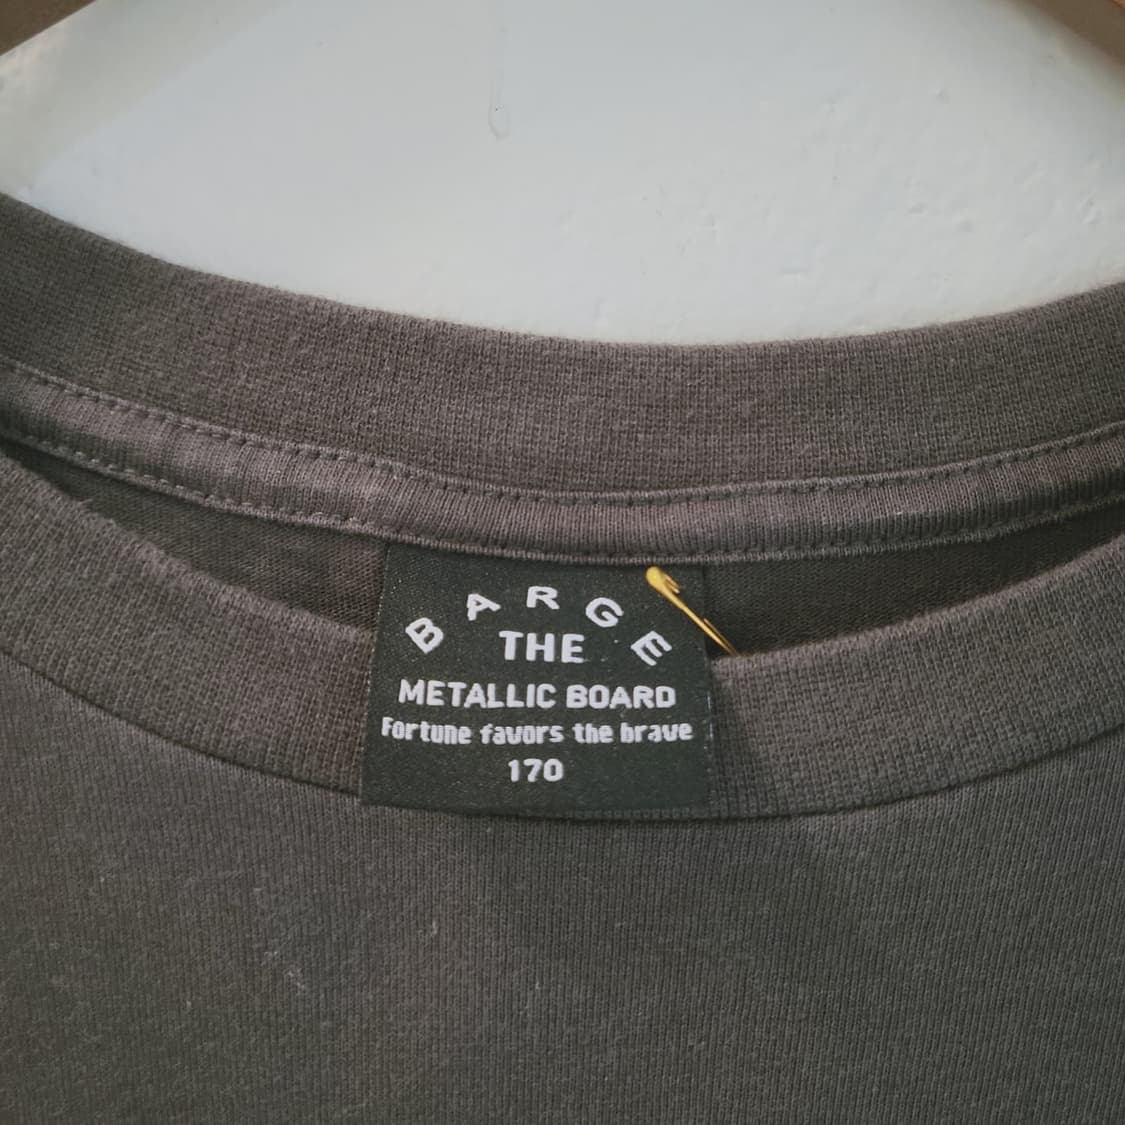 BARGE
THE
METALLIC BOARD
Fortune favors the brave
170